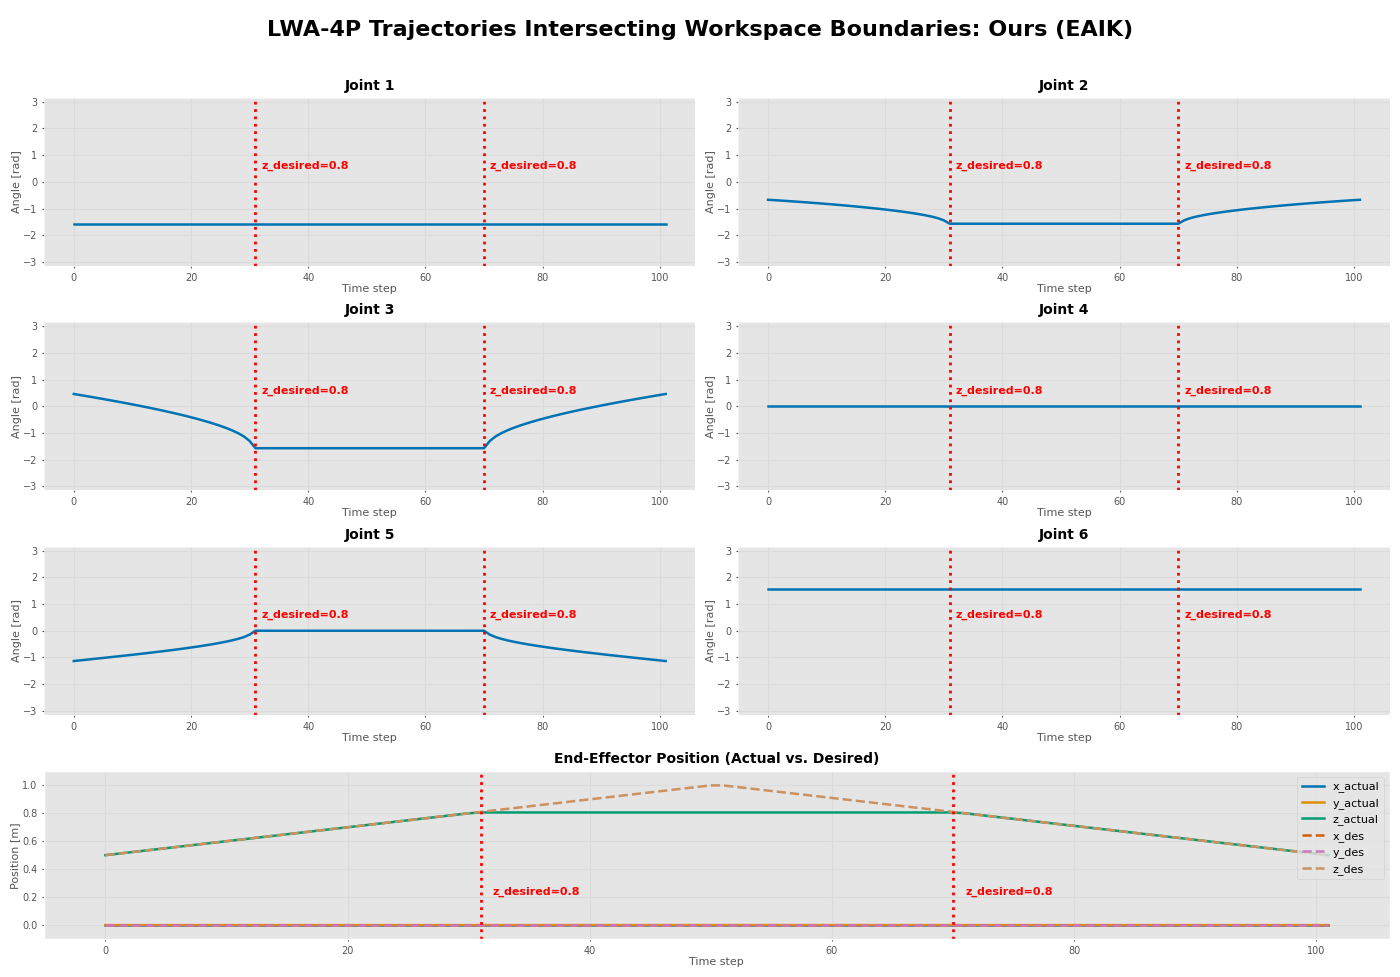 LWA-4P Trajectories Intersecting Workspace Boundaries: Ours (EAIK)
Joint 1
Angle [rad]
3
2
1
0
−1
−2
−3
z_desired=0.8
z_desired=0.8
0 20 40 60 80 100
Time step
Joint 2
Angle [rad]
3
2
1
0
−1
−2
−3
z_desired=0.8
z_desired=0.8
0 20 40 60 80 100
Time step
Joint 3
Angle [rad]
3
2
1
0
−1
−2
−3
z_desired=0.8
z_desired=0.8
0 20 40 60 80 100
Time step
Joint 4
Angle [rad]
3
2
1
0
−1
−2
−3
z_desired=0.8
z_desired=0.8
0 20 40 60 80 100
Time step
Joint 5
Angle [rad]
3
2
1
0
−1
−2
−3
z_desired=0.8
z_desired=0.8
0 20 40 60 80 100
Time step
Joint 6
Angle [rad]
3
2
1
0
−1
−2
−3
z_desired=0.8
z_desired=0.8
0 20 40 60 80 100
Time step
End-Effector Position (Actual vs. Desired)
Position [m]
1.0
0.8
0.6
0.4
0.2
0.0
z_desired=0.8
z_desired=0.8
x_actual
y_actual
z_actual
x_des
y_des
z_des
0 20 40 60 80 100
Time step